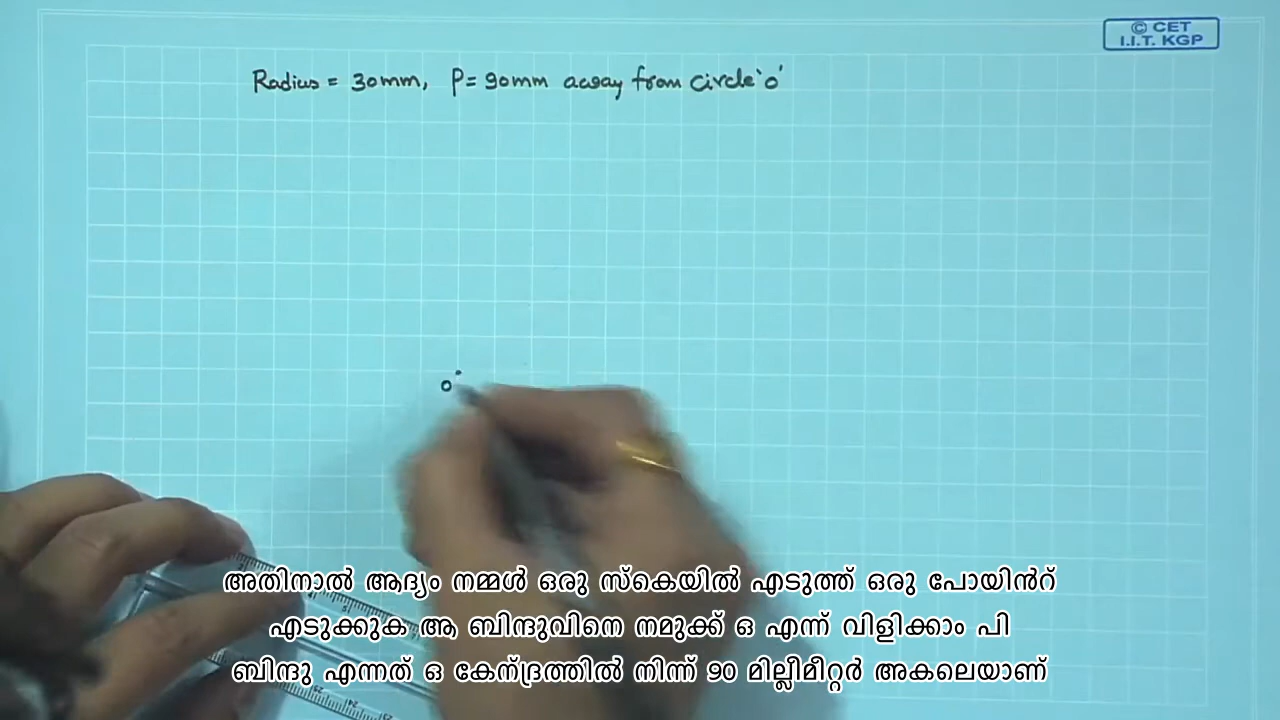 © CET
I.I.T. KGP
Radius = 30mm, P = 90mm away from circle 'o'
o
അതിനാൽ ആദ്യം നമ്മൾ ഒരു സ്കെയിൽ എടുത്ത് ഒരു പോയിൻറ്
എടുക്കുക ആ ബിന്ദുവിനെ നമുക്ക് ഒ എന്ന് വിളിക്കാം പി
ബിന്ദു എന്നത് ഒ കേന്ദ്രത്തിൽ നിന്ന് 90 മില്ലീമീറ്റർ അകലെയാണ്